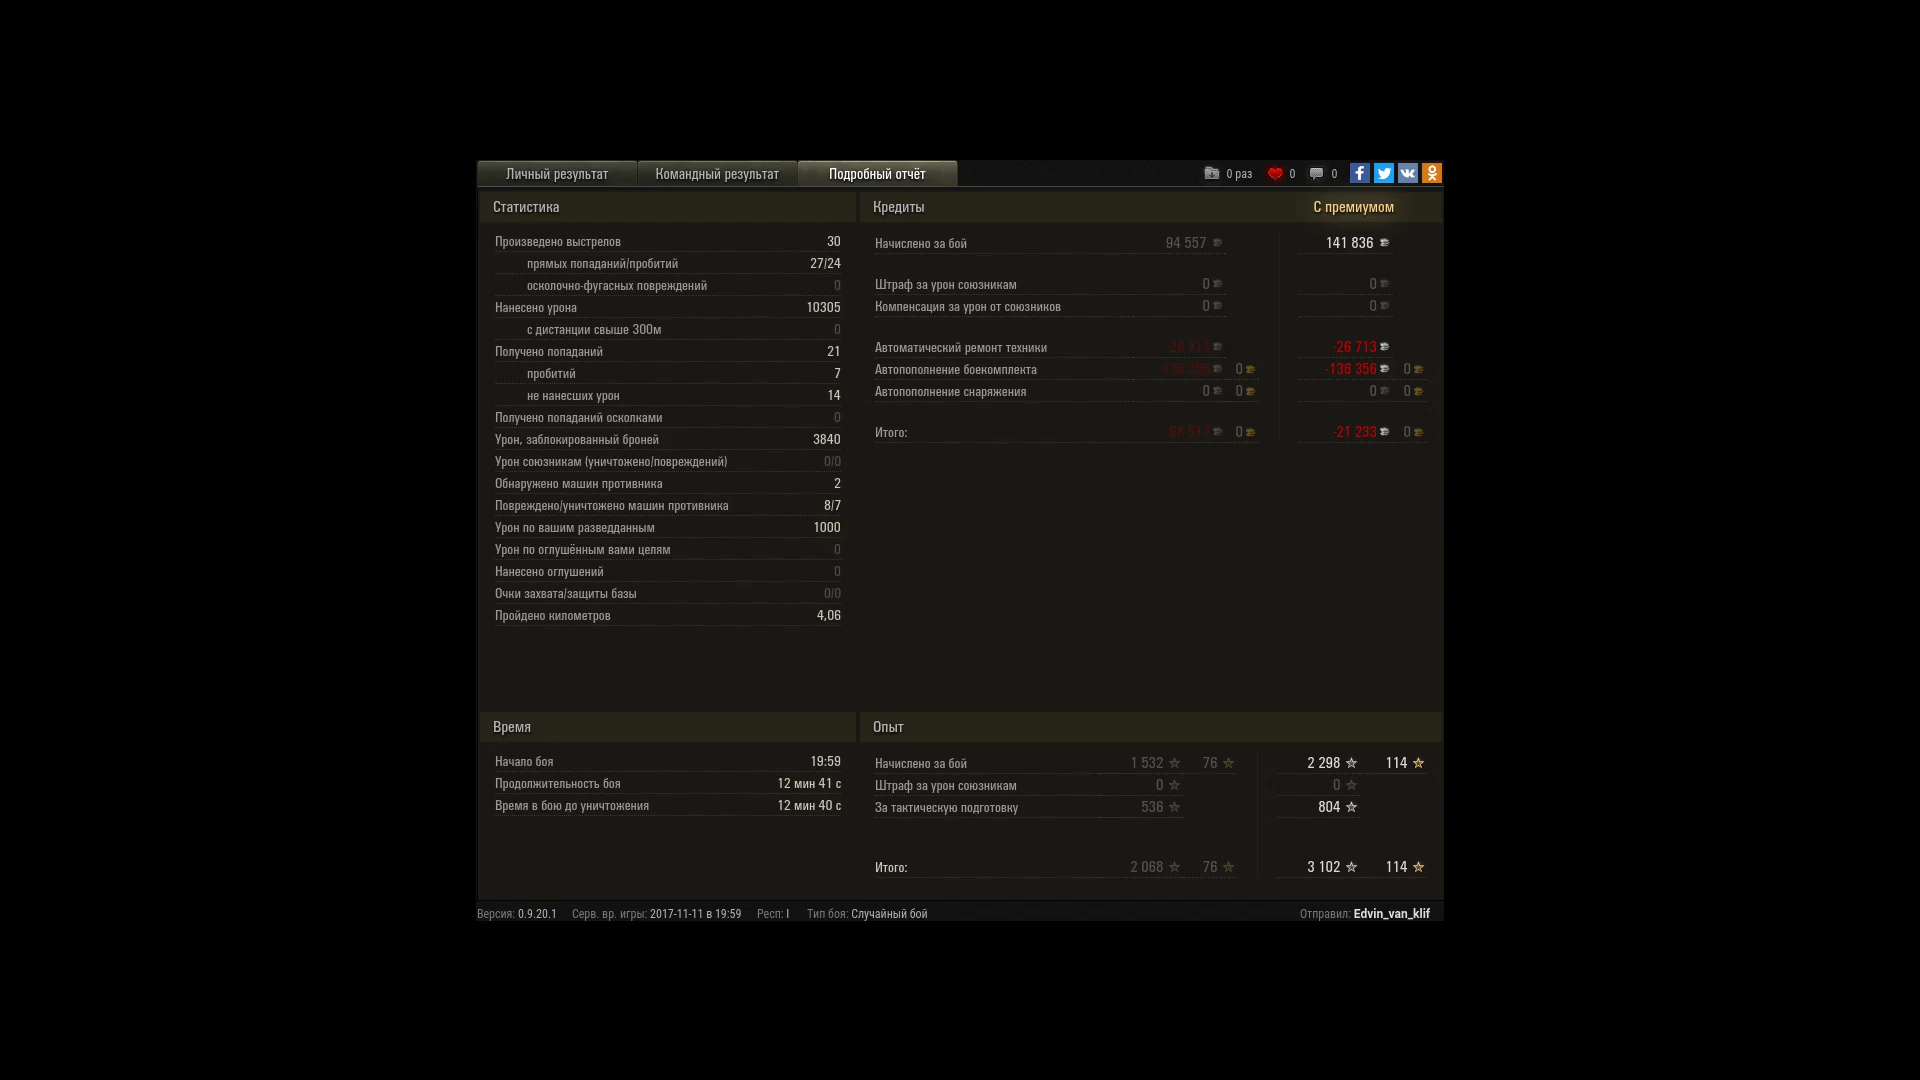 Личный результат Командный результат Подробный отчёт 0 раз 0 0
Статистика
Произведено выстрелов 30
прямых попаданий/пробитий 27/24
осколочно-фугасных повреждений 0
Нанесено урона 10305
с дистанции свыше 300м 0
Получено попаданий 21
пробитий 7
не нанесших урон 14
Получено попаданий осколками 0
Урон, заблокированный броней 3840
Урон союзникам (уничтожено/повреждений) 0/0
Обнаружено машин противника 2
Повреждено/уничтожено машин противника 8/7
Урон по вашим разведданным 1000
Урон по оглушённым вами целям 0
Нанесено оглушений 0
Очки захвата/защиты базы 0/0
Пройдено километров 4,06
Кредиты С премиумом
Начислено за бой 94 557 141 836
Штраф за урон союзникам 0 0
Компенсация за урон от союзников 0 0
Автоматический ремонт техники -26 713 -26 713
Автопополнение боекомплекта -136 356 0 -136 356 0
Автопополнение снаряжения 0 0 0 0
Итого: -68 512 0 -21 233 0
Время
Начало боя 19:59
Продолжительность боя 12 мин 41 с
Время в бою до уничтожения 12 мин 40 с
Опыт
Начислено за бой 1 532 76 2 298 114
Штраф за урон союзникам 0 0
За тактическую подготовку 536 804
Итого: 2 068 76 3 102 114
Версия: 0.9.20.1 Серв. вр. игры: 2017-11-11 в 19:59 Респ: I Тип боя: Случайный бой Отправил: Edvin_van_klif